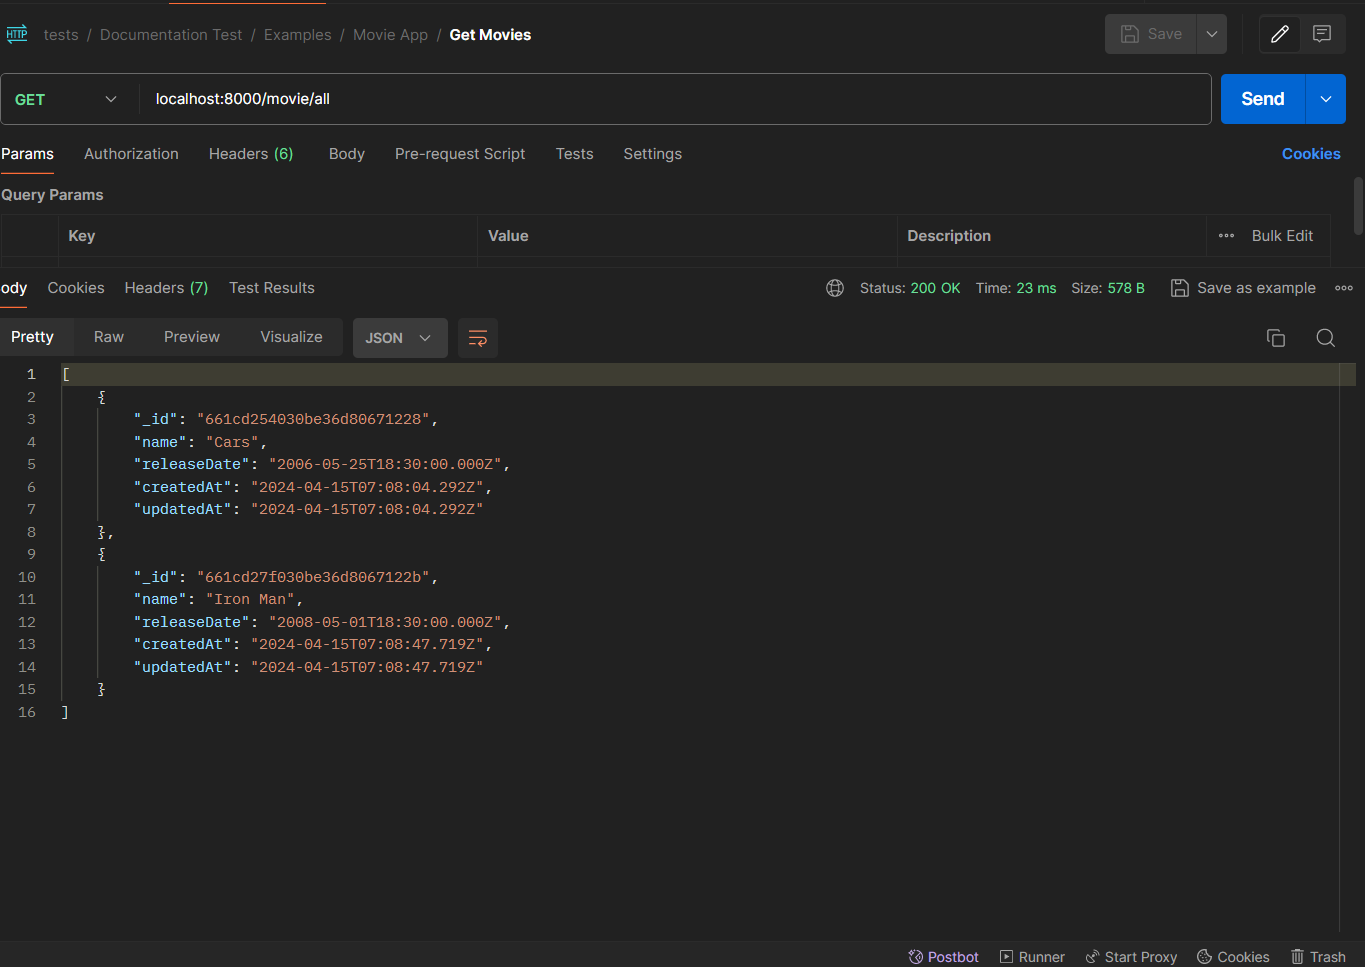 HTTP tests / Documentation Test / Examples / Movie App / Get Movies Save
GET localhost:8000/movie/all Send
Params Authorization Headers (6) Body Pre-request Script Tests Settings Cookies
Query Params
Key Value Description Bulk Edit
ody Cookies Headers (7) Test Results Status: 200 OK Time: 23 ms Size: 578 B Save as example
Pretty Raw Preview Visualize JSON
1 [
2 {
3 "_id": "661cd254030be36d80671228",
4 "name": "Cars",
5 "releaseDate": "2006-05-25T18:30:00.000Z",
6 "createdAt": "2024-04-15T07:08:04.292Z",
7 "updatedAt": "2024-04-15T07:08:04.292Z"
8 },
9 {
10 "_id": "661cd27f030be36d8067122b",
11 "name": "Iron Man",
12 "releaseDate": "2008-05-01T18:30:00.000Z",
13 "createdAt": "2024-04-15T07:08:47.719Z",
14 "updatedAt": "2024-04-15T07:08:47.719Z"
15 }
16 ]
Postbot Runner Start Proxy Cookies Trash